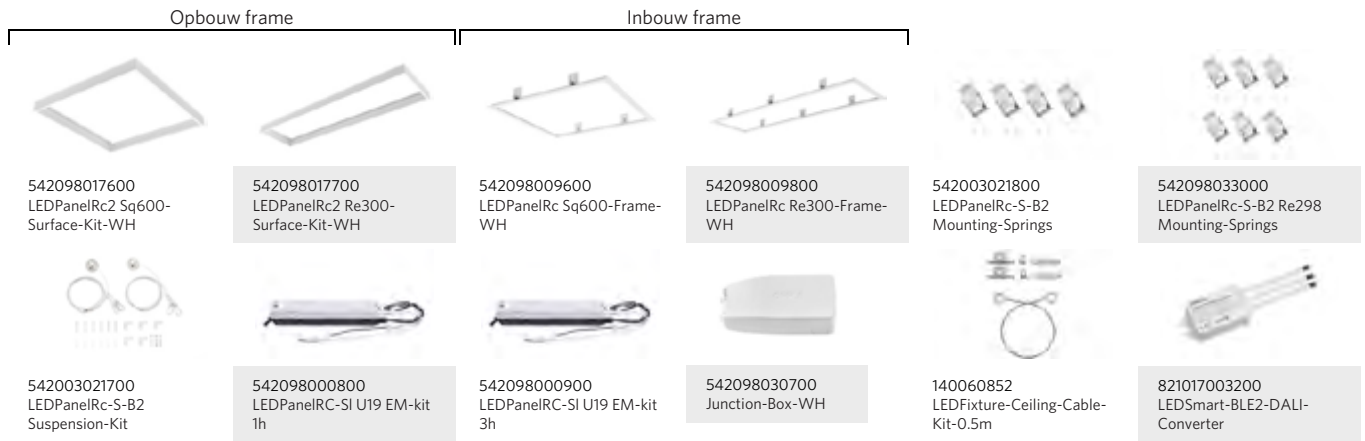 Opbouw frame
Inbouw frame
542098017600
LEDPanelRc2 Sq600-
Surface-Kit-WH
542098017700
LEDPanelRc2 Re300-
Surface-Kit-WH
542098009600
LEDPanelRc Sq600-Frame-
WH
542098009800
LEDPanelRc Re300-Frame-
WH
542003021800
LEDPanelRc-S-B2
Mounting-Springs
542098033000
LEDPanelRc-S-B2 Re298
Mounting-Springs
542003021700
LEDPanelRc-S-B2
Suspension-Kit
542098000800
LEDPanelRC-Sl U19 EM-kit
1h
542098000900
LEDPanelRC-Sl U19 EM-kit
3h
542098030700
Junction-Box-WH
140060852
LEDFixture-Ceiling-Cable-
Kit-0.5m
821017003200
LEDSmart-BLE2-DALI-
Converter